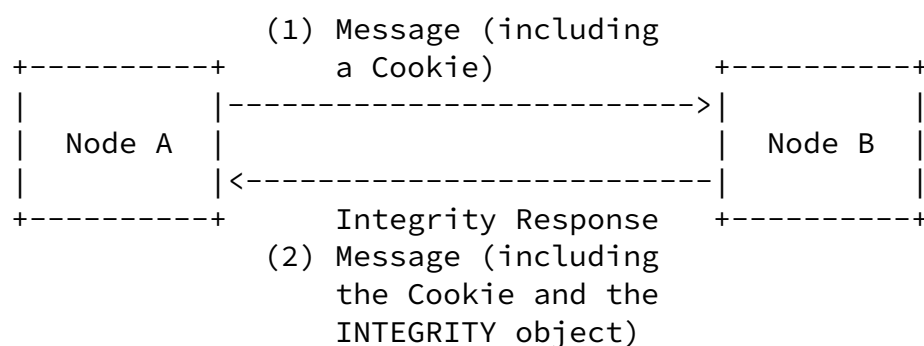 (1) Message (including
a Cookie)
Node A
Node B
Integrity Response
(2) Message (including
the Cookie and the
INTEGRITY object)